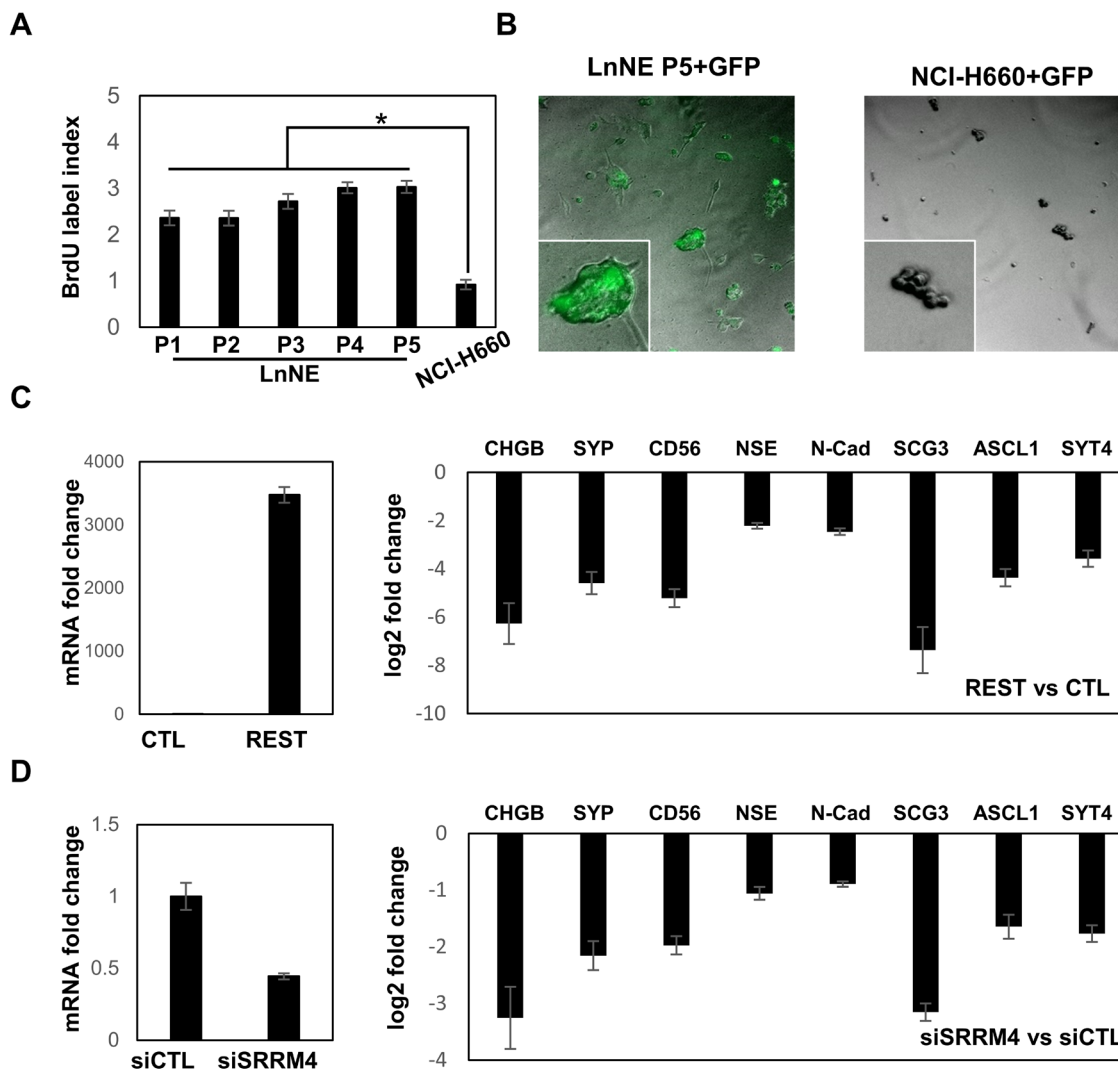 A
B
LnNE P5+GFP
NCI-H660+GFP
5
4
3
2
1
0
BrdU label index
*
P1 P2 P3 P4 P5 NCI-H660
LnNE
C
4000
3000
2000
1000
0
mRNA fold change
CTL REST
CHGB SYP CD56 NSE N-Cad SCG3 ASCL1 SYT4
0
-2
-4
-6
-8
-10
log2 fold change
REST vs CTL
D
1.5
1
0.5
0
mRNA fold change
siCTL siSRRM4
CHGB SYP CD56 NSE N-Cad SCG3 ASCL1 SYT4
0
-1
-2
-3
-4
log2 fold change
siSRRM4 vs siCTL